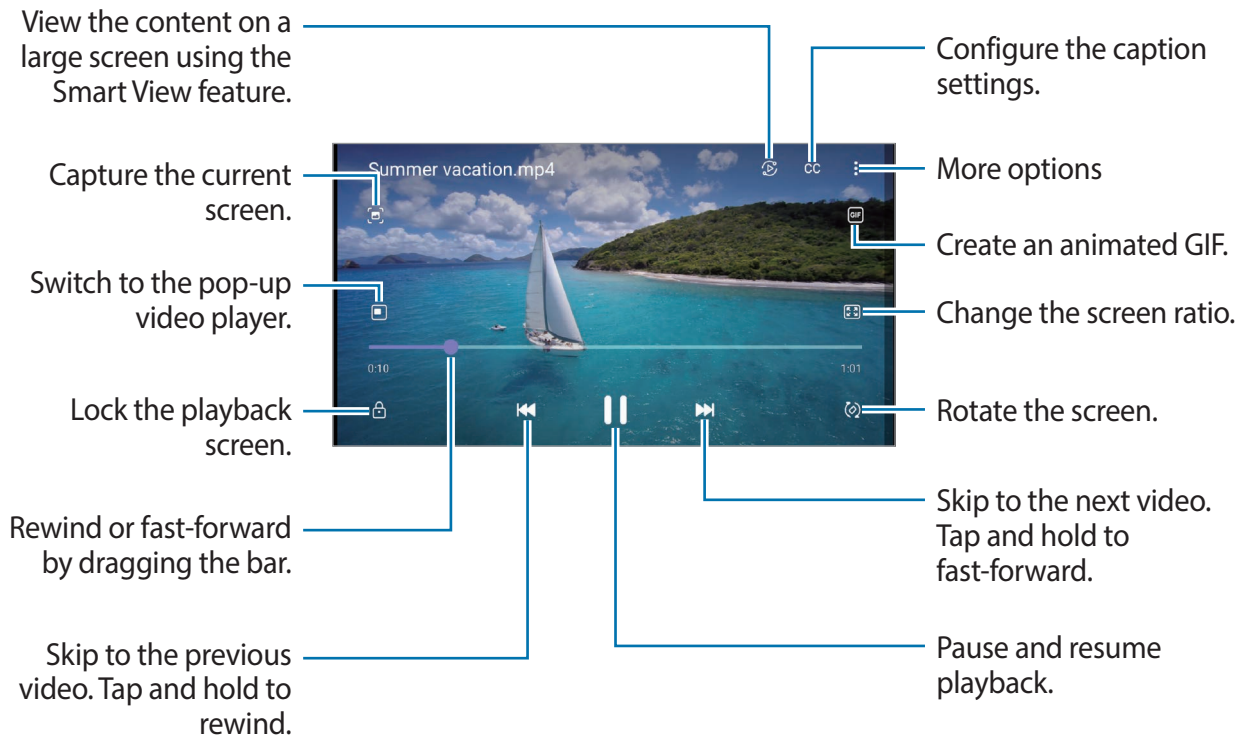 View the content on a
large screen using the
Smart View feature.
Configure the caption
settings.
Capture the current
screen.
Summer vacation.mp4
CC
More options
GIF
Create an animated GIF.
Switch to the pop-up
video player.
Change the screen ratio.
0:10
1:01
Lock the playback
screen.
Rotate the screen.
Rewind or fast-forward
by dragging the bar.
Skip to the next video.
Tap and hold to
fast-forward.
Skip to the previous
video. Tap and hold to
rewind.
Pause and resume
playback.